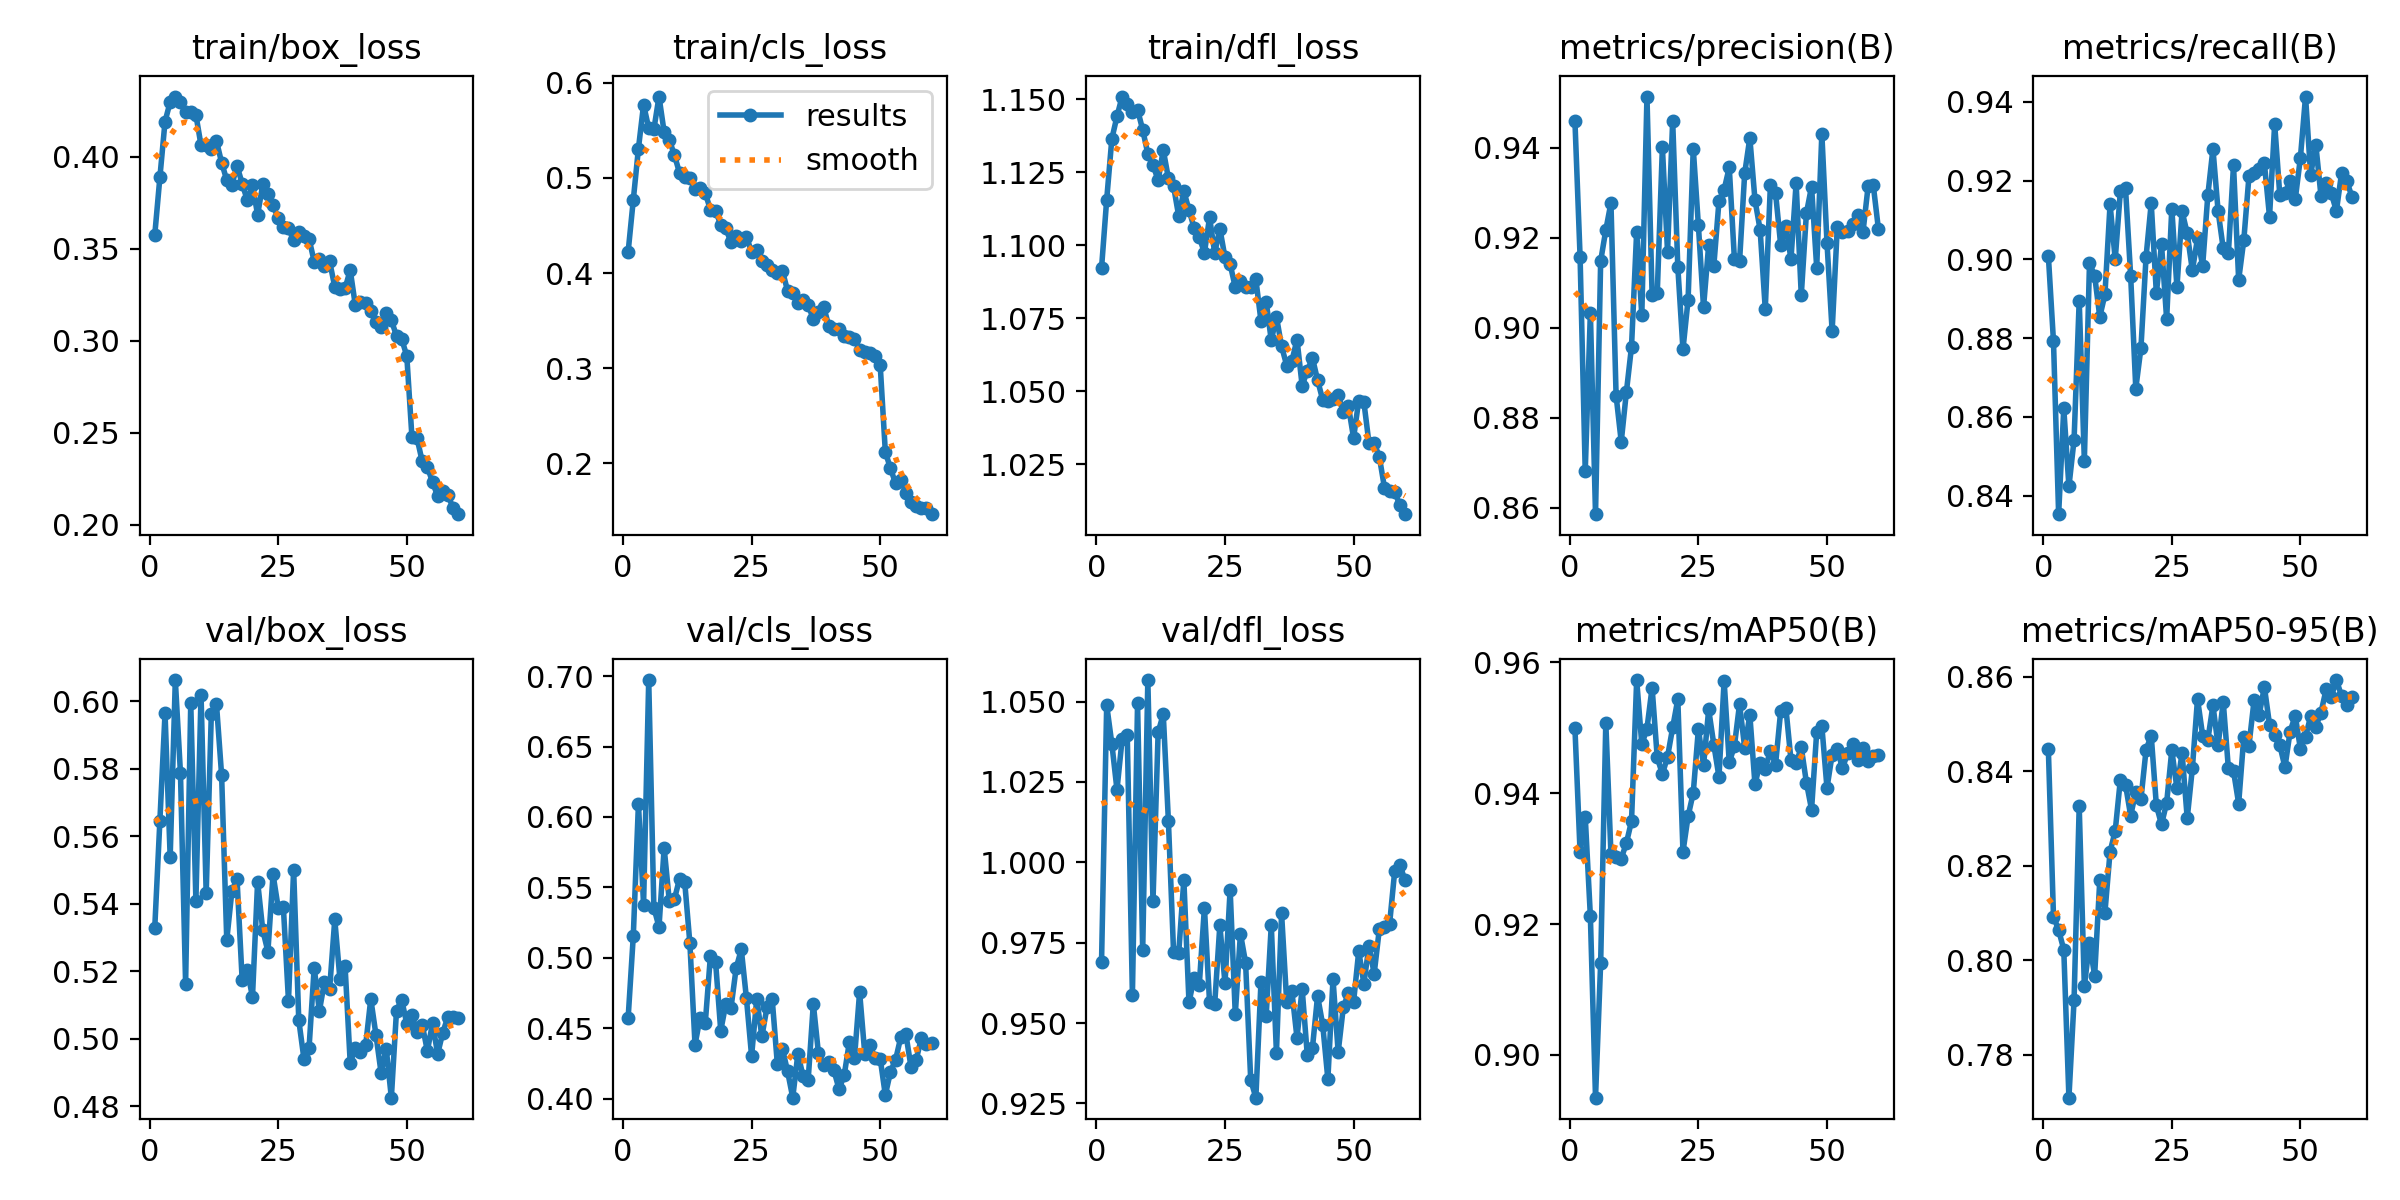 train/box_loss
train/cls_loss
train/dfl_loss
metrics/precision(B)
metrics/recall(B)
0.40
0.35
0.30
0.25
0.20
0 25 50
results
smooth
0.6
0.5
0.4
0.3
0.2
0 25 50
1.150
1.125
1.100
1.075
1.050
1.025
0 25 50
0.94
0.92
0.90
0.88
0.86
0 25 50
0.94
0.92
0.90
0.88
0.86
0.84
0 25 50
val/box_loss
val/cls_loss
val/dfl_loss
metrics/mAP50(B)
metrics/mAP50-95(B)
0.60
0.58
0.56
0.54
0.52
0.50
0.48
0 25 50
0.70
0.65
0.60
0.55
0.50
0.45
0.40
0 25 50
1.050
1.025
1.000
0.975
0.950
0.925
0 25 50
0.96
0.94
0.92
0.90
0 25 50
0.86
0.84
0.82
0.80
0.78
0 25 50